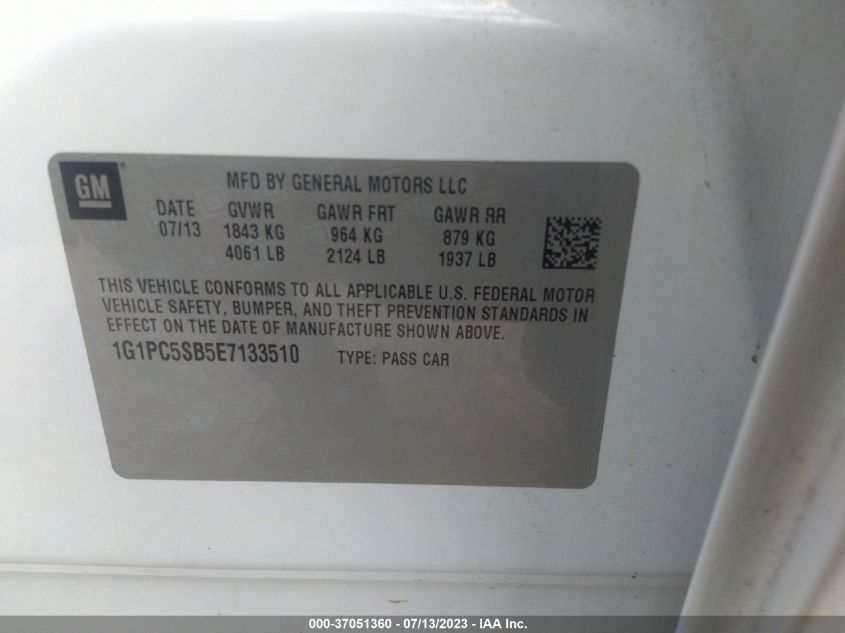 GM
MFD BY GENERAL MOTORS LLC
DATE GVWR GAWR FRT GAWR RR
07/13 1843 KG 964 KG 879 KG
4061 LB 2124 LB 1937 LB
THIS VEHICLE CONFORMS TO ALL APPLICABLE U.S. FEDERAL MOTOR
VEHICLE SAFETY, BUMPER, AND THEFT PREVENTION STANDARDS IN
EFFECT ON THE DATE OF MANUFACTURE SHOWN ABOVE.
1G1PC5SB5E7133510 TYPE: PASS CAR
000-37051360 - 07/13/2023 - IAA Inc.